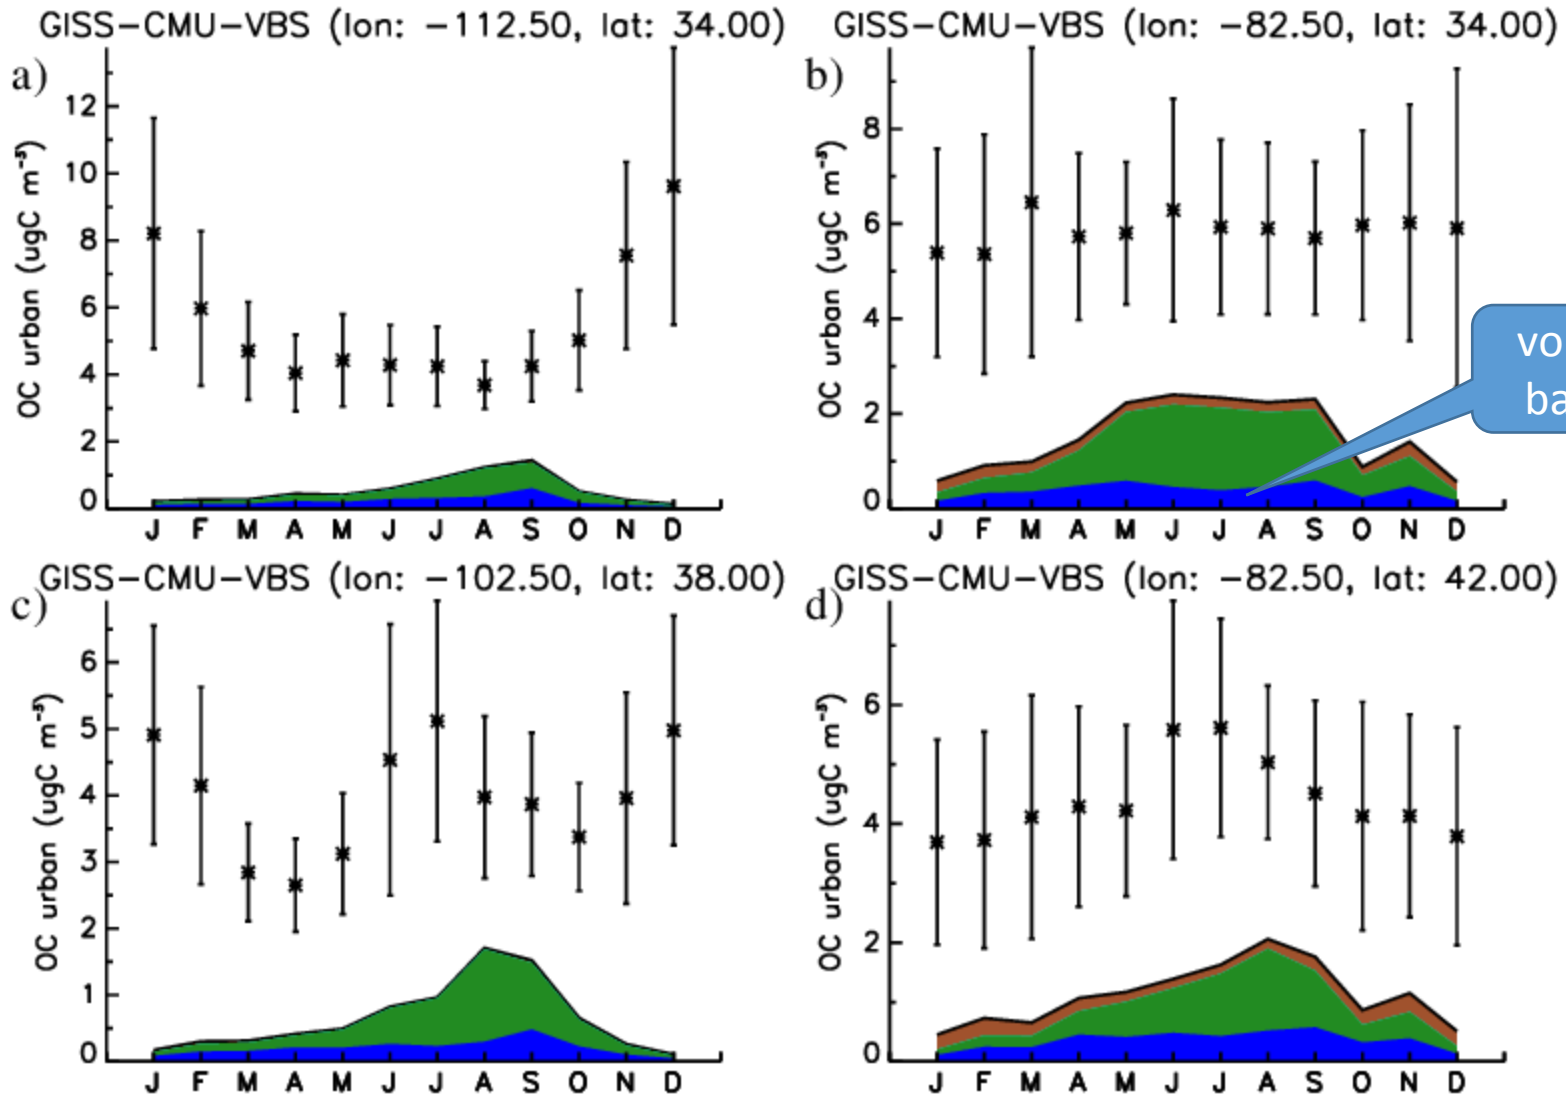 GISS-CMU-VBS (lon: -112.50, lat: 34.00)
a)
OC urban (ugC m⁻³)
12
10
8
6
4
2
0
J F M A M J J A S O N D
GISS-CMU-VBS (lon: -82.50, lat: 34.00)
b)
OC urban (ugC m⁻³)
8
6
4
2
0
J F M A M J J A S O N D
vo
ba
GISS-CMU-VBS (lon: -102.50, lat: 38.00)
c)
OC urban (ugC m⁻³)
6
5
4
3
2
1
0
J F M A M J J A S O N D
GISS-CMU-VBS (lon: -82.50, lat: 42.00)
d)
OC urban (ugC m⁻³)
6
4
2
0
J F M A M J J A S O N D